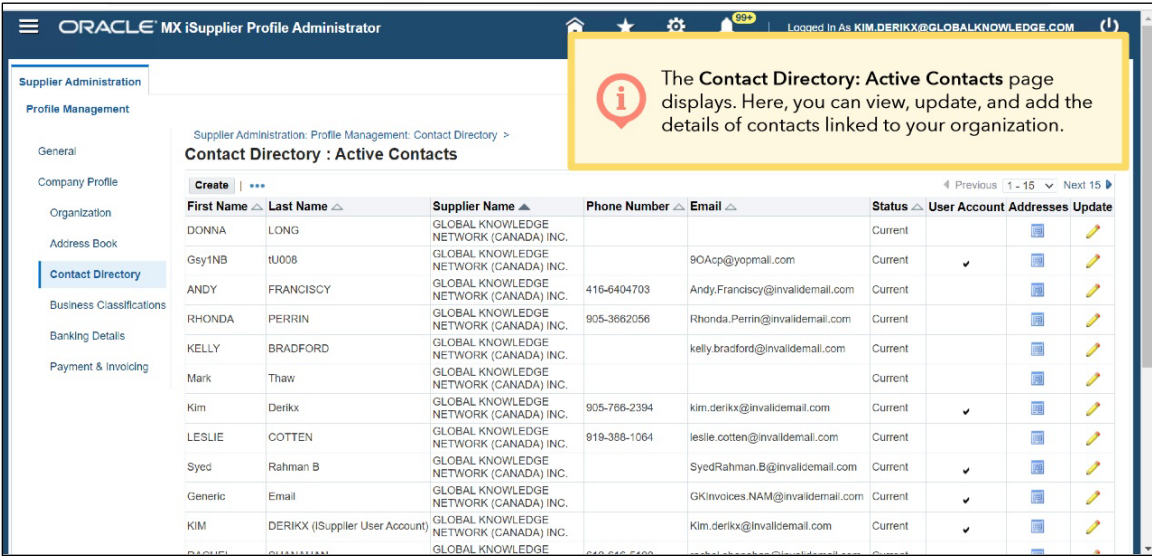 ORACLE MX iSupplier Profile Administrator
99+
Logged In As KIM.DERIKX@GLOBALKNOWLEDGE.COM
The Contact Directory: Active Contacts page
displays. Here, you can view, update, and add the
details of contacts linked to your organization.
Supplier Administration
Profile Management
General
Company Profile
Organization
Address Book
Contact Directory
Business Classifications
Banking Details
Payment & Invoicing
Supplier Administration: Profile Management: Contact Directory >
Contact Directory : Active Contacts
Create | •••
Previous 1 - 15 Next 15
First Name Last Name Supplier Name Phone Number Email Status User Account Addresses Update
DONNA LONG GLOBAL KNOWLEDGE NETWORK (CANADA) INC. Current
Gsy1NB tU008 GLOBAL KNOWLEDGE NETWORK (CANADA) INC. 9OAcp@yopmail.com Current
ANDY FRANCISCY GLOBAL KNOWLEDGE NETWORK (CANADA) INC. 416-6404703 Andy.Franciscy@invalidemail.com Current
RHONDA PERRIN GLOBAL KNOWLEDGE NETWORK (CANADA) INC. 905-3662056 Rhonda.Perrin@invalidemail.com Current
KELLY BRADFORD GLOBAL KNOWLEDGE NETWORK (CANADA) INC. kelly.bradford@invalidemail.com Current
Mark Thaw GLOBAL KNOWLEDGE NETWORK (CANADA) INC. Current
Kim Derikx GLOBAL KNOWLEDGE NETWORK (CANADA) INC. 905-766-2394 kim.derikx@invalidemail.com Current
LESLIE COTTEN GLOBAL KNOWLEDGE NETWORK (CANADA) INC. 919-388-1064 leslie.cotten@invalidemail.com Current
Syed Rahman B GLOBAL KNOWLEDGE NETWORK (CANADA) INC. SyedRahman.B@invalidemail.com Current
Generic Email GLOBAL KNOWLEDGE NETWORK (CANADA) INC. GKInvoices.NAM@invalidemail.com Current
KIM DERIKX (ISupplier User Account) GLOBAL KNOWLEDGE NETWORK (CANADA) INC. Kim.derikx@invalidemail.com Current
GLOBAL KNOWLEDGE